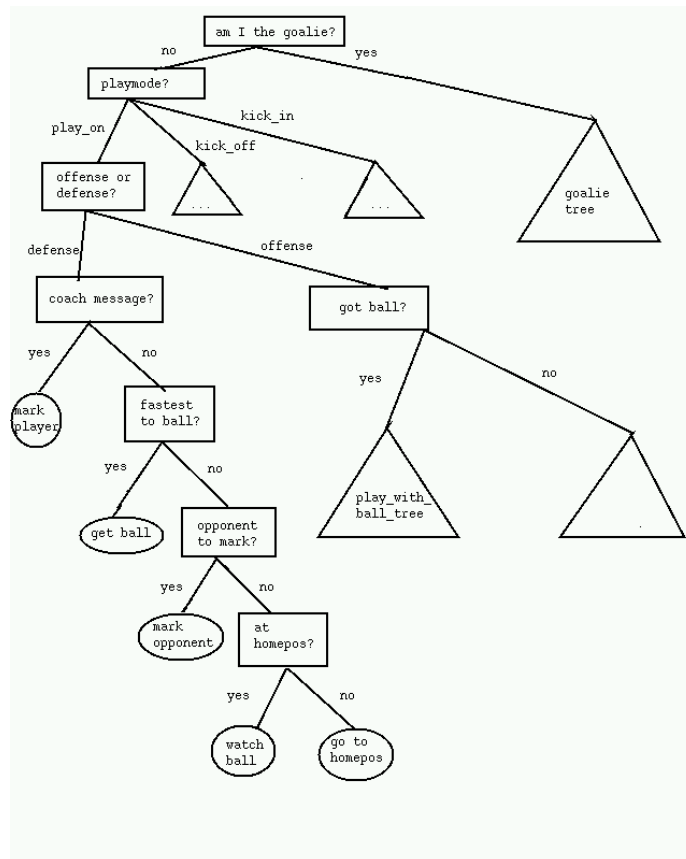 am I the goalie?
no
yes
playmode?
play_on
kick_off
kick_in
offense or
defense?
...
...
goalie
tree
defense
offense
coach message?
got ball?
yes
no
yes
no
mark
player
fastest
to ball?
yes
no
play_with_
ball_tree
get ball
opponent
to mark?
yes
no
mark
opponent
at
homepos?
yes
no
watch
ball
go to
homepos